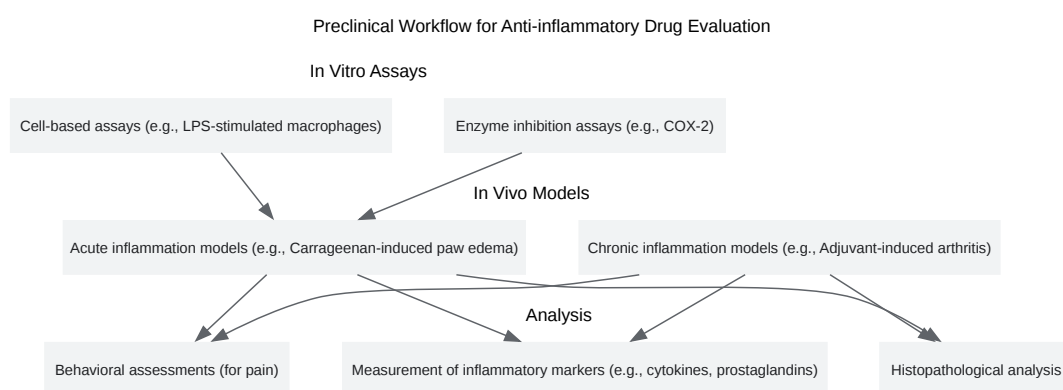 Preclinical Workflow for Anti-inflammatory Drug Evaluation
In Vitro Assays
Cell-based assays (e.g., LPS-stimulated macrophages)
Enzyme inhibition assays (e.g., COX-2)
In Vivo Models
Acute inflammation models (e.g., Carrageenan-induced paw edema)
Chronic inflammation models (e.g., Adjuvant-induced arthritis)
Analysis
Behavioral assessments (for pain)
Measurement of inflammatory markers (e.g., cytokines, prostaglandins)
Histopathological analysis